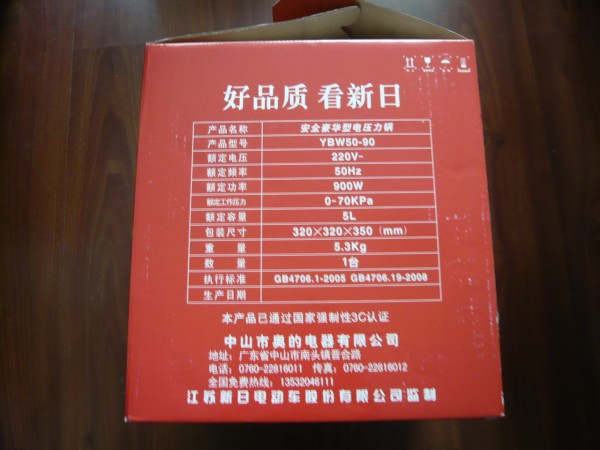 好品质 看新日
产品名称 安全豪华型电压力锅
产品型号 YBW50-90
额定电压 220V~
额定频率 50Hz
额定功率 900W
额定工作压力 0-70KPa
额定容量 5L
包装尺寸 320×320×350（mm）
重 量 5.3Kg
数 量 1台
执行标准 GB4706.1-2005 GB4706.19-2008
生产日期
本产品已通过国家强制性3C认证
中山市奥的电器有限公司
地址：广东省中山市南头镇晋合路
电话：0760-22816011 传真：0760-22816012
全国免费热线：13532046111
江苏新日电动车股份有限公司监制